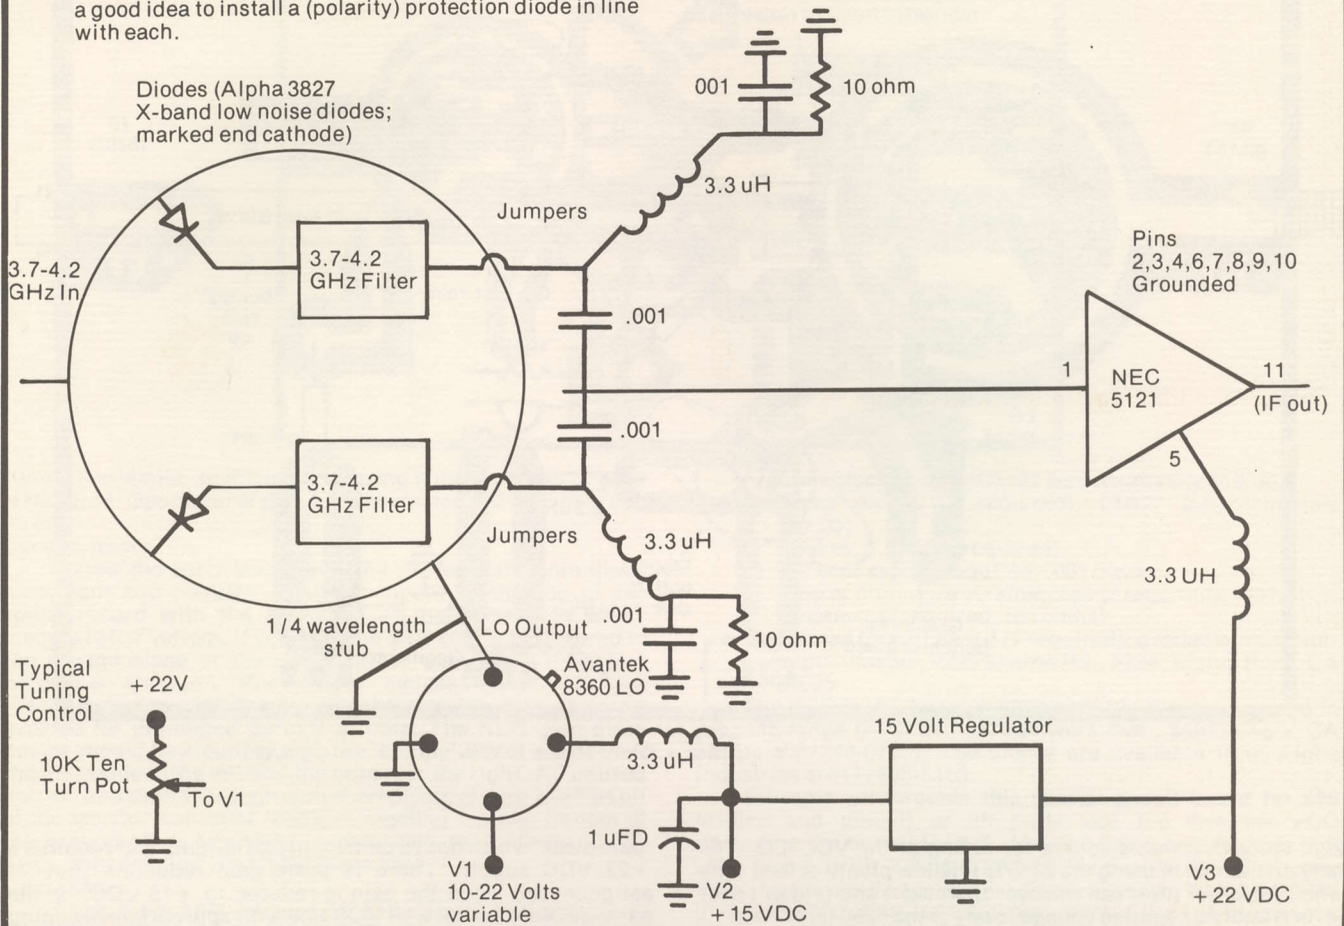 a good idea to install a (polarity) protection diode in line
with each.
Diodes (Alpha 3827
X-band low noise diodes;
marked end cathode)
001
10 ohm
3.3 uH
Jumpers
3.7-4.2
GHz In
3.7-4.2
GHz Filter
.001
Pins
2,3,4,6,7,8,9,10
Grounded
1
NEC
5121
11
(IF out)
5
.001
3.7-4.2
GHz Filter
Jumpers
3.3 uH
3.3 UH
.001
10 ohm
1/4 wavelength
stub
LO Output
Avantek
8360 LO
Typical
Tuning
Control
+ 22V
10K Ten
Turn Pot
To V1
3.3 uH
15 Volt Regulator
1 uFD
V1
10-22 Volts
variable
V2
+ 15 VDC
V3
+ 22 VDC